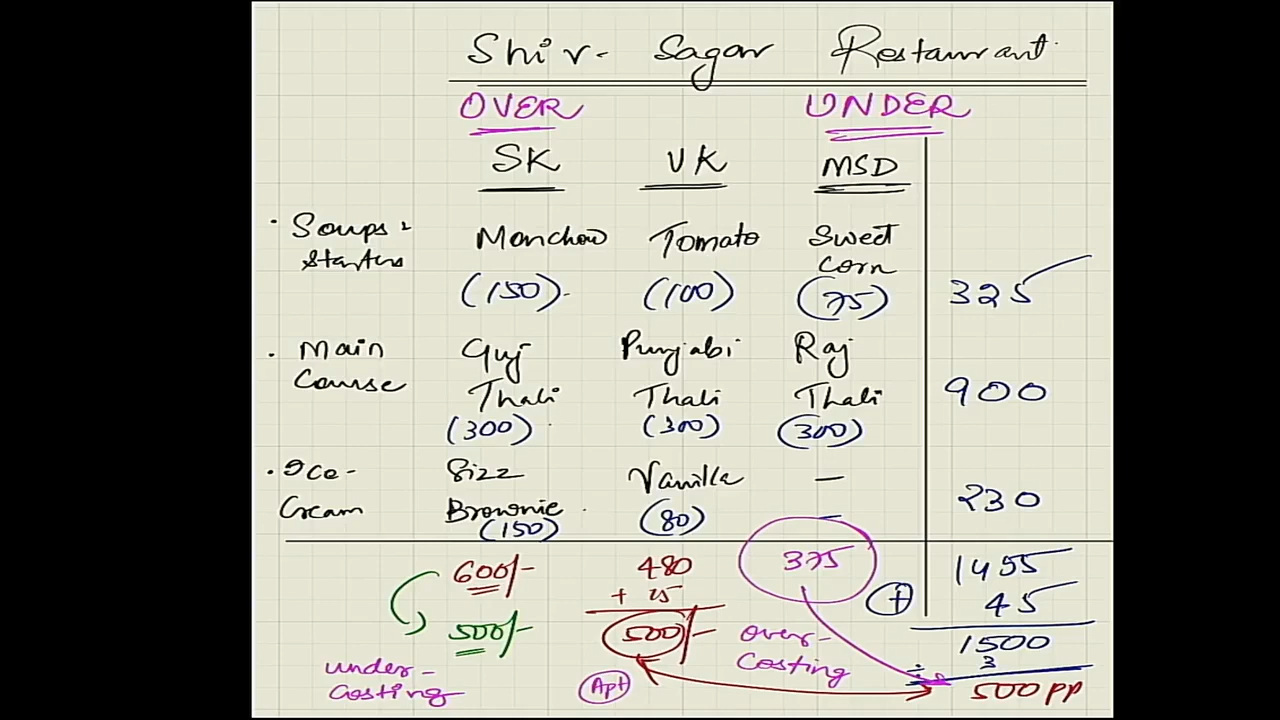 Shiv-Sagar Restaurant
OVER UNDER
SK VK MSD
• Soups & Manchow Tomato Sweet
Starters corn
(150) (100) (75) 325
• Main Guj Punjabi Raj
Course Thali Thali Thali 900
(300) (300) (300)
• Ice- Sizz Vanilla —
Cream Brownie (80) — 230
(150)
600/- 480 375 1455
+ 15 + 45
500/- 500/- over- 1500
under- costing ÷ 3
costing Apt 500 PP